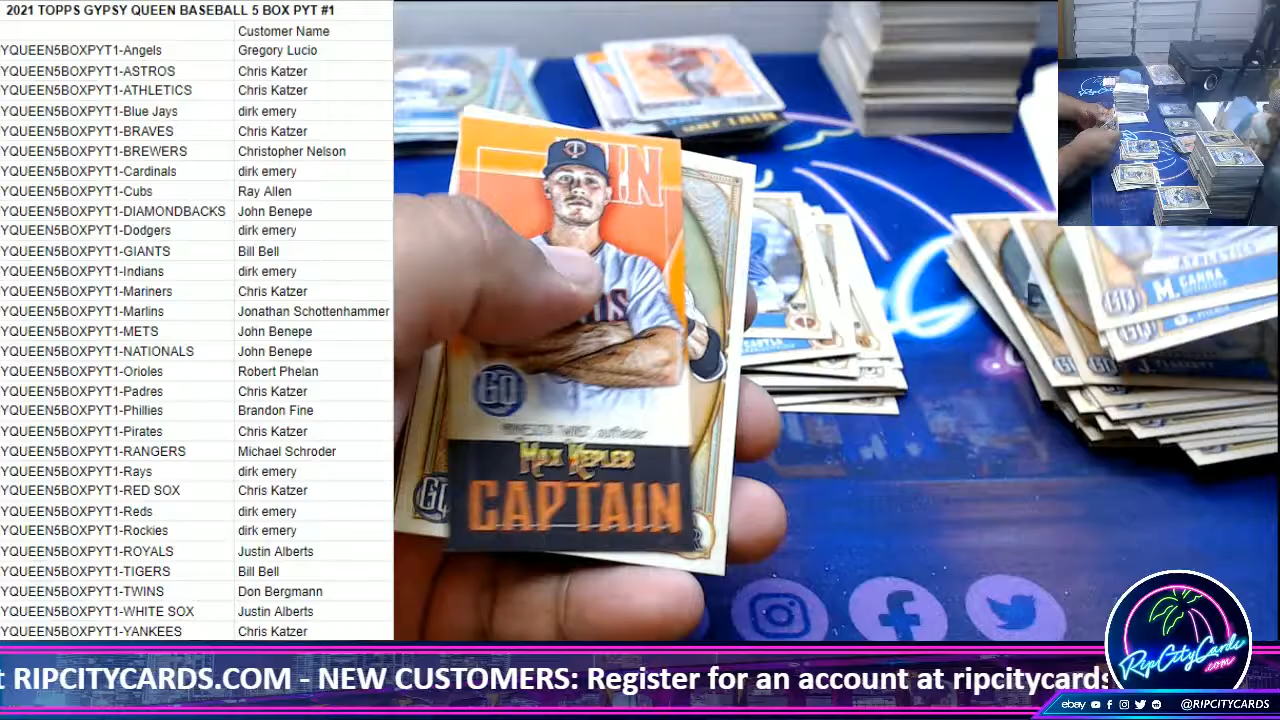 2021 TOPPS GYPSY QUEEN BASEBALL 5 BOX PYT #1
Customer Name
YQUEEN5BOXPYT1-Angels Gregory Lucio
YQUEEN5BOXPYT1-ASTROS Chris Katzer
YQUEEN5BOXPYT1-ATHLETICS Chris Katzer
YQUEEN5BOXPYT1-Blue Jays dirk emery
YQUEEN5BOXPYT1-BRAVES Chris Katzer
YQUEEN5BOXPYT1-BREWERS Christopher Nelson
YQUEEN5BOXPYT1-Cardinals dirk emery
YQUEEN5BOXPYT1-Cubs Ray Allen
YQUEEN5BOXPYT1-DIAMONDBACKS John Benepe
YQUEEN5BOXPYT1-Dodgers dirk emery
YQUEEN5BOXPYT1-GIANTS Bill Bell
YQUEEN5BOXPYT1-Indians dirk emery
YQUEEN5BOXPYT1-Mariners Chris Katzer
YQUEEN5BOXPYT1-Marlins Jonathan Schottenhammer
YQUEEN5BOXPYT1-METS John Benepe
YQUEEN5BOXPYT1-NATIONALS John Benepe
YQUEEN5BOXPYT1-Orioles Robert Phelan
YQUEEN5BOXPYT1-Padres Chris Katzer
YQUEEN5BOXPYT1-Phillies Brandon Fine
YQUEEN5BOXPYT1-Pirates Chris Katzer
YQUEEN5BOXPYT1-RANGERS Michael Schroder
YQUEEN5BOXPYT1-Rays dirk emery
YQUEEN5BOXPYT1-RED SOX Chris Katzer
YQUEEN5BOXPYT1-Reds dirk emery
YQUEEN5BOXPYT1-Rockies dirk emery
YQUEEN5BOXPYT1-ROYALS Justin Alberts
YQUEEN5BOXPYT1-TIGERS Bill Bell
YQUEEN5BOXPYT1-TWINS Don Bergmann
YQUEEN5BOXPYT1-WHITE SOX Justin Alberts
YQUEEN5BOXPYT1-YANKEES Chris Katzer
GQ
MAX KEPLER
CAPTAIN
M. CANHA
GQ
RipCityCards
.com
t RIPCITYCARDS.COM - NEW CUSTOMERS: Register for an account at ripcitycards
ebay @RIPCITYCARDS